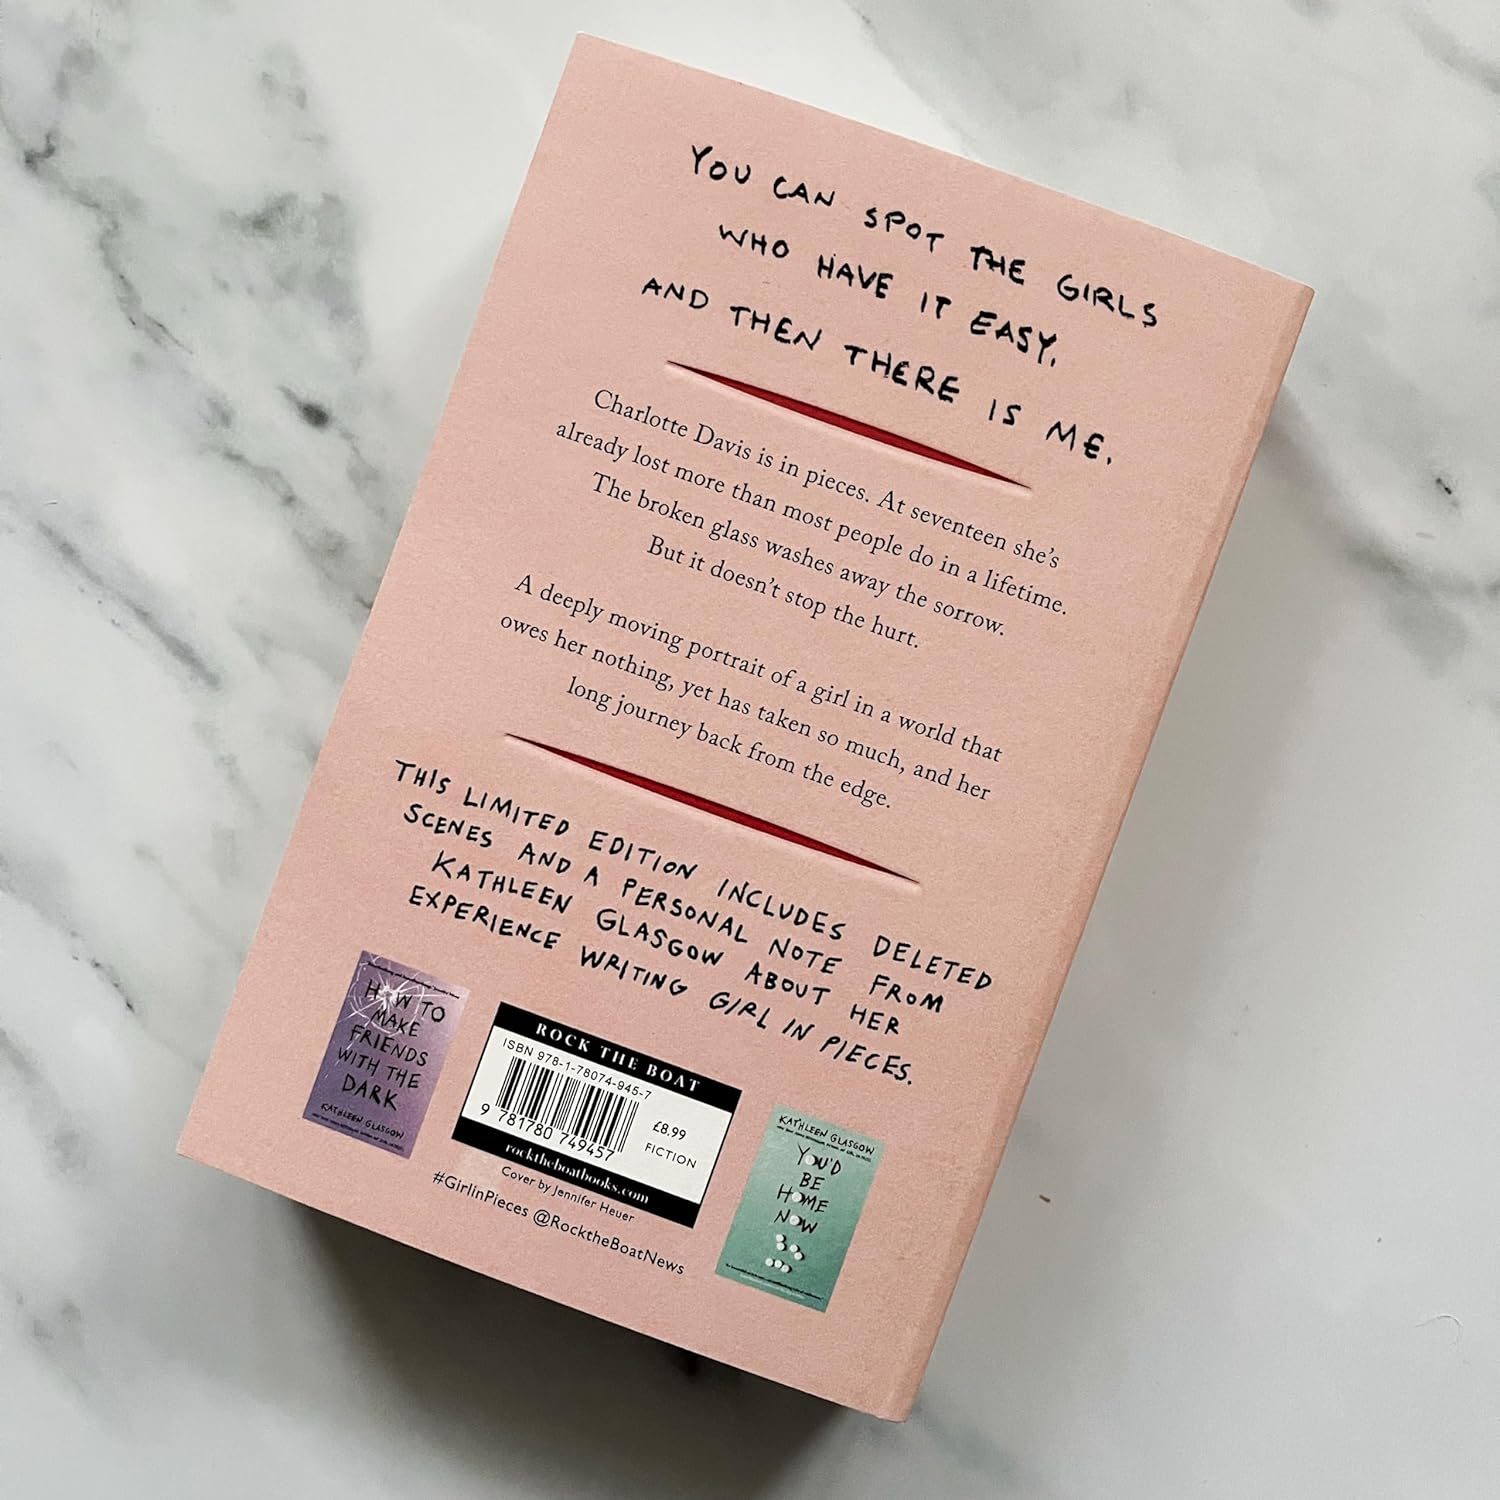 YOU CAN SPOT THE GIRLS
WHO HAVE IT EASY.
AND THEN THERE IS ME.
Charlotte Davis is in pieces. At seventeen she's
already lost more than most people do in a lifetime.
The broken glass washes away the sorrow.
But it doesn't stop the hurt.
A deeply moving portrait of a girl in a world that
owes her nothing, yet has taken so much, and her
long journey back from the edge.
THIS LIMITED EDITION INCLUDES DELETED
SCENES AND A PERSONAL NOTE FROM
KATHLEEN GLASGOW ABOUT HER
EXPERIENCE WRITING GIRL IN PIECES.
HOW TO
MAKE
FRIENDS
WITH THE
DARK
KATHLEEN GLASGOW
ROCK THE BOAT
ISBN 978-1-78074-945-7
9 781780 749457
£8.99
FICTION
rocktheboatbooks.com
Cover by Jennifer Heuer
#GirlinPieces @RocktheBoatNews
KATHLEEN GLASGOW
YOU'D
BE
HOME
NOW